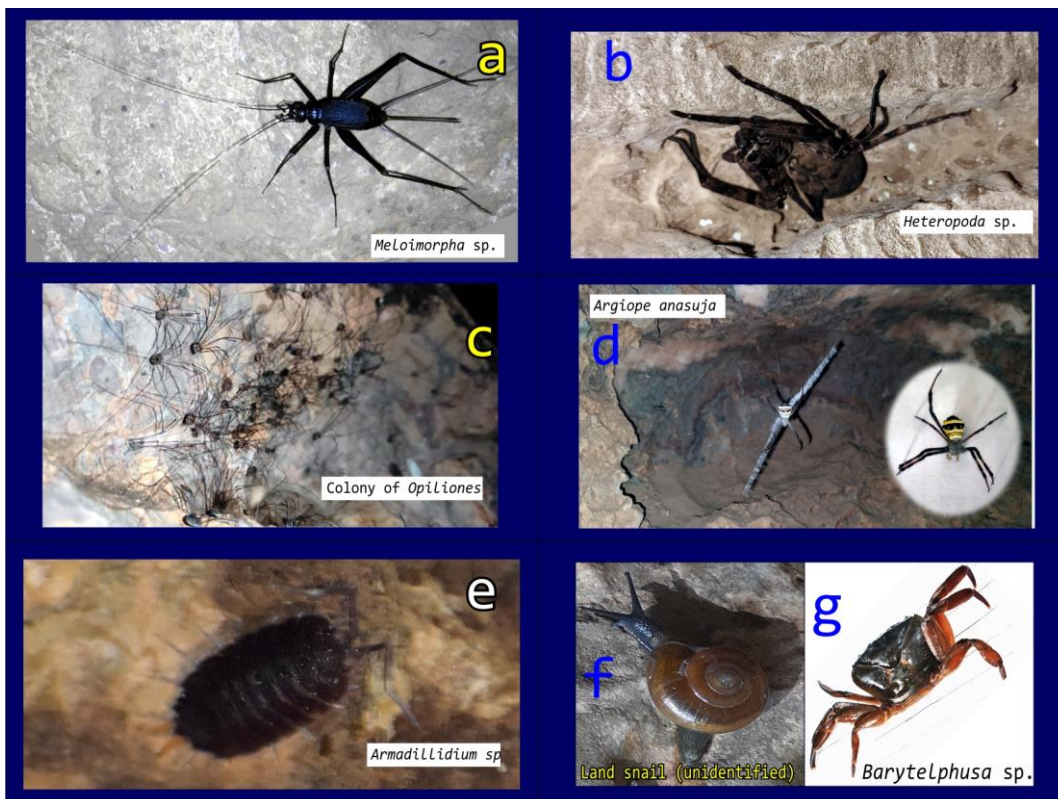 a
Meloimorpha sp.
b
Heteropoda sp.
c
Colony of Opiliones
Argiope anasuja
d
e
Armadillidium sp
f
Land snail (unidentified)
g
Barytelphusa sp.